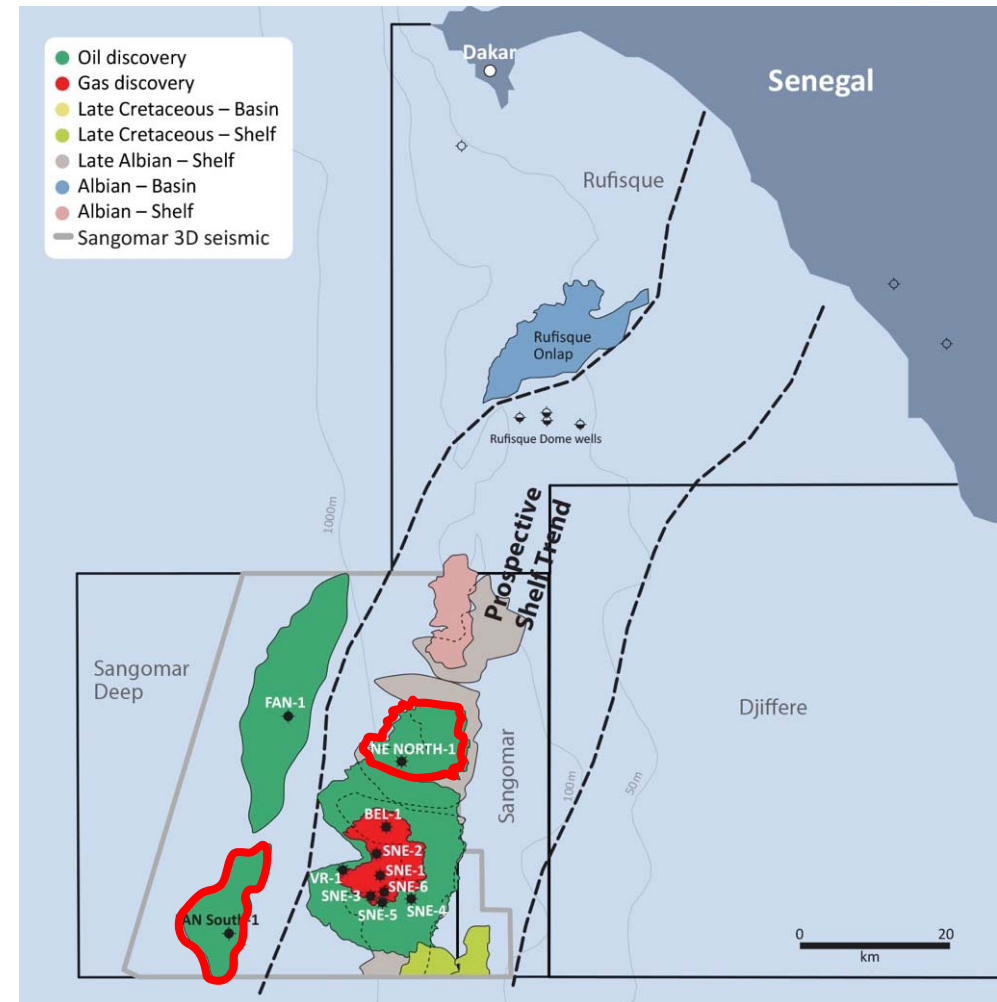 Oil discovery
Gas discovery
Late Cretaceous – Basin
Late Cretaceous – Shelf
Late Albian – Shelf
Albian – Basin
Albian – Shelf
Sangomar 3D seismic
Dakar
Senegal
Rufisque
Rufisque
Onlap
Rufisque Dome wells
1000m
Prospective
Shelf Trend
Sangomar
Deep
FAN-1
NE NORTH-1
Sangomar
Djiffere
100m
50m
BEL-1
SNE-2
SNE-1
VR-1
SNE-6
SNE-3
SNE-4
SNE-5
AN South-1
0
20
km